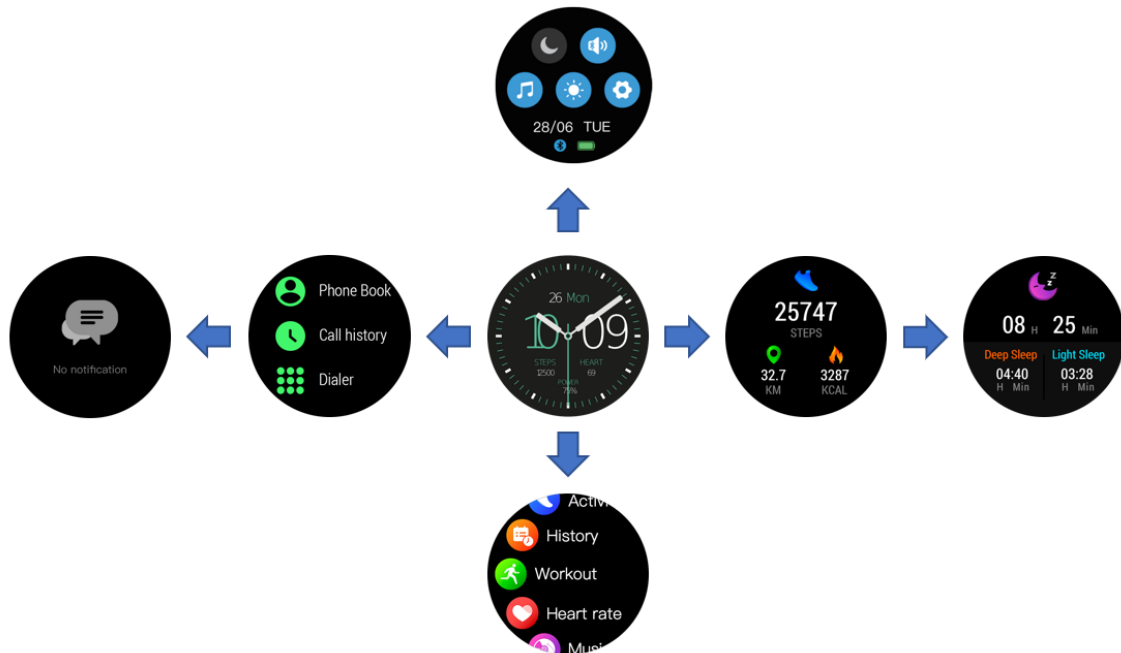 28/06 TUE
No notification
Phone Book
Call history
Dialer
26 Mon
10 09
STEPS HEART
12500 69
POWER
75%
25747
STEPS
32.7 3287
KM KCAL
z z
08 H 25 Min
Deep Sleep Light Sleep
04:40 03:28
H Min H Min
Activi
History
Workout
Heart rate
Musi